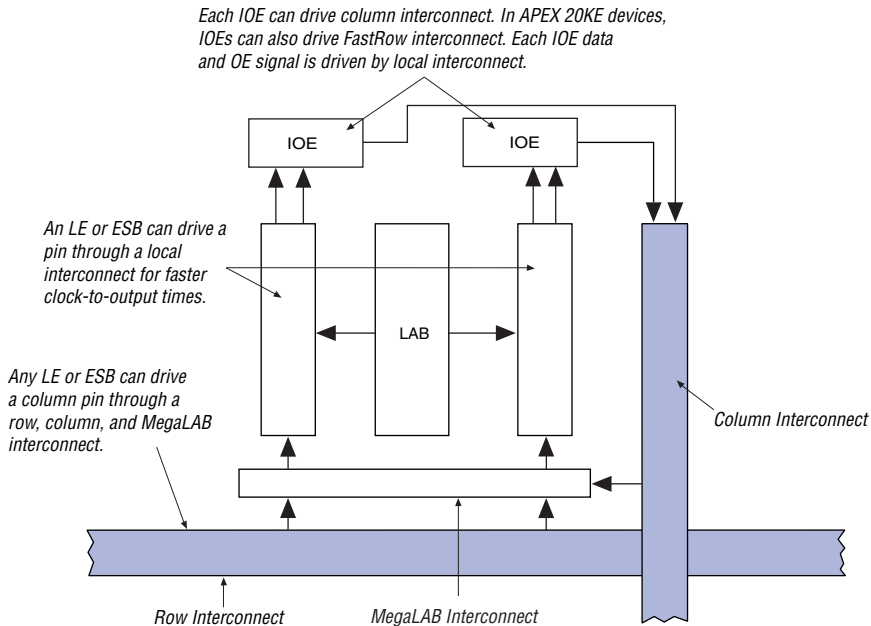 Each IOE can drive column interconnect. In APEX 20KE devices,
IOEs can also drive FastRow interconnect. Each IOE data
and OE signal is driven by local interconnect.
IOE
IOE
An LE or ESB can drive a
pin through a local
interconnect for faster
clock-to-output times.
LAB
Any LE or ESB can drive
a column pin through a
row, column, and MegaLAB
interconnect.
Column Interconnect
Row Interconnect
MegaLAB Interconnect